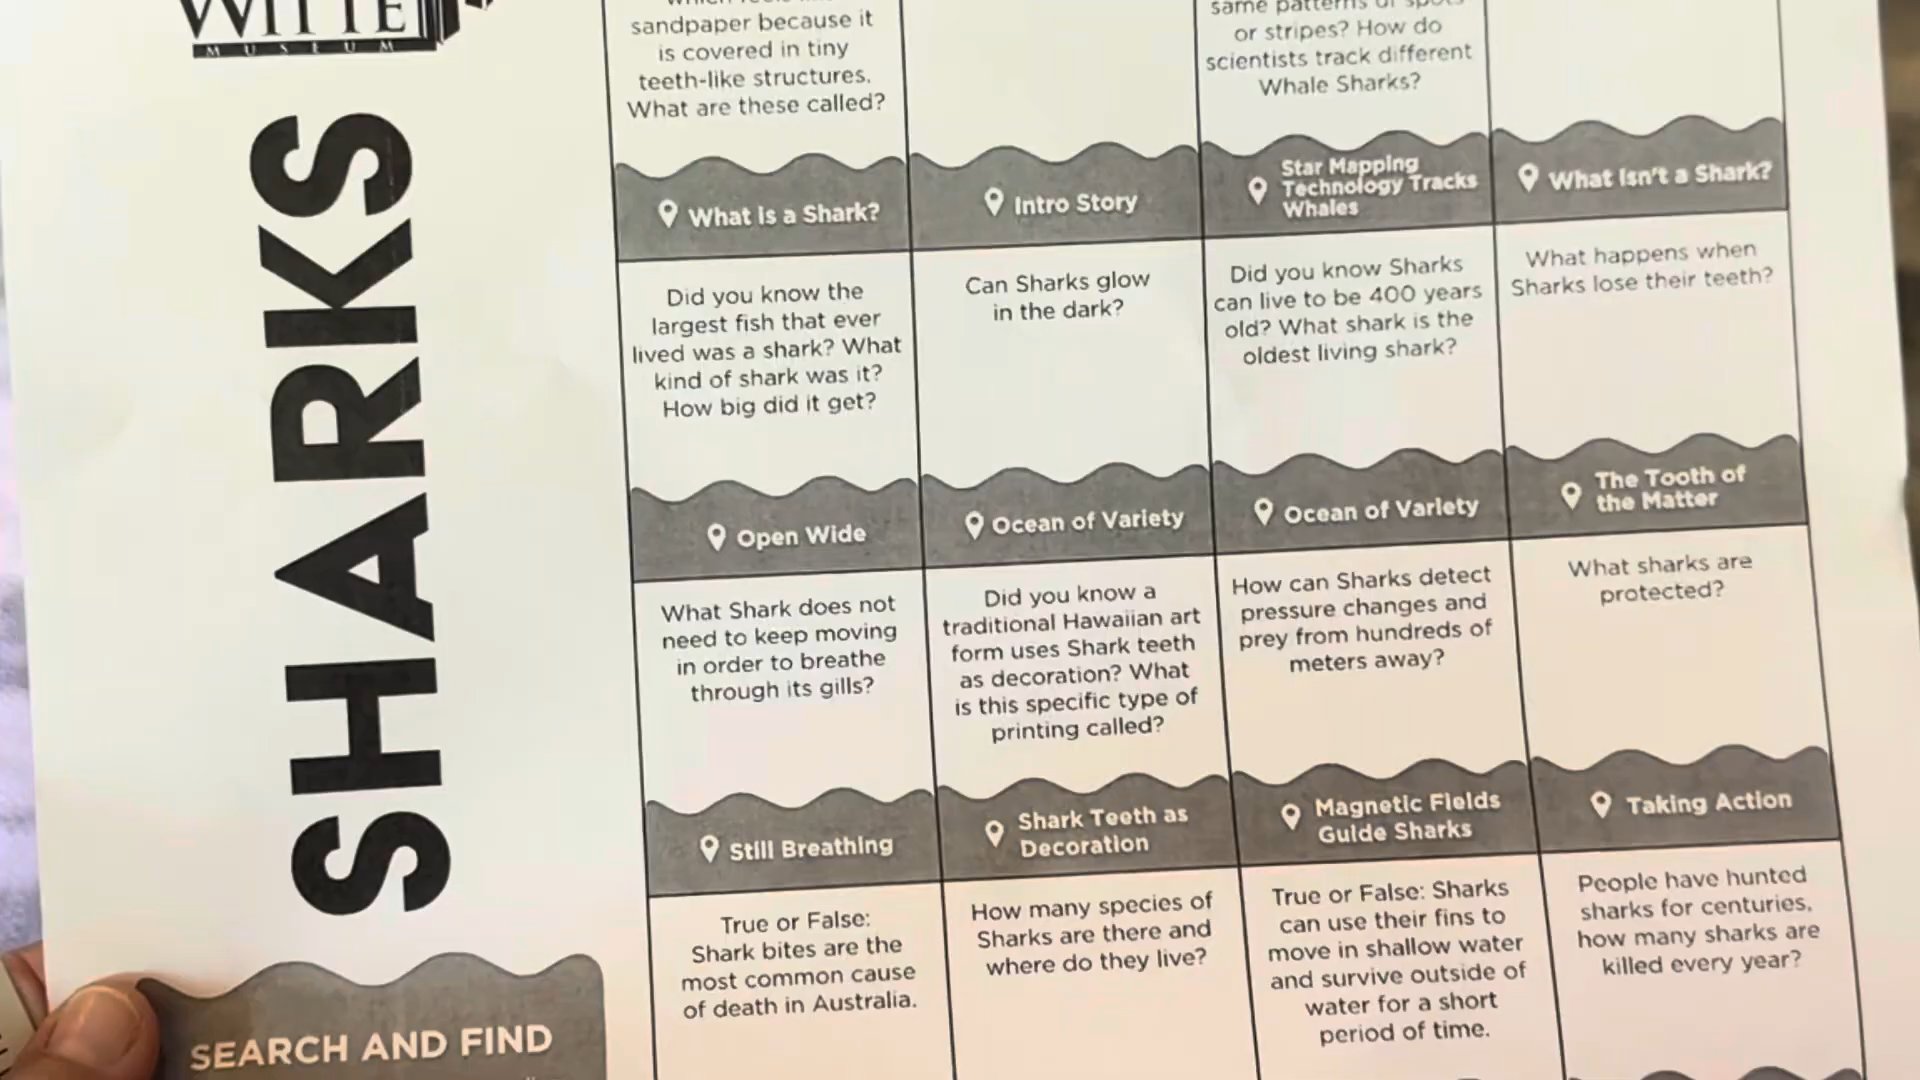 WITTE
MUSEUM
SHARKS
SEARCH AND FIND
sandpaper because it
is covered in tiny
teeth-like structures.
What are these called?
What is a Shark?
Intro Story
same patterns of spots
or stripes? How do
scientists track different
Whale Sharks?
Star Mapping
Technology Tracks
Whales
What Isn't a Shark?
Did you know the
largest fish that ever
lived was a shark? What
kind of shark was it?
How big did it get?
Open Wide
Can Sharks glow
in the dark?
Ocean of Variety
Did you know Sharks
can live to be 400 years
old? What shark is the
oldest living shark?
Ocean of Variety
What happens when
Sharks lose their teeth?
The Tooth of
the Matter
What Shark does not
need to keep moving
in order to breathe
through its gills?
Still Breathing
Did you know a
traditional Hawaiian art
form uses Shark teeth
as decoration? What
is this specific type of
printing called?
Shark Teeth as
Decoration
How can Sharks detect
pressure changes and
prey from hundreds of
meters away?
Magnetic Fields
Guide Sharks
What sharks are
protected?
Taking Action
True or False:
Shark bites are the
most common cause
of death in Australia.
How many species of
Sharks are there and
where do they live?
True or False: Sharks
can use their fins to
move in shallow water
and survive outside of
water for a short
period of time.
People have hunted
sharks for centuries,
how many sharks are
killed every year?